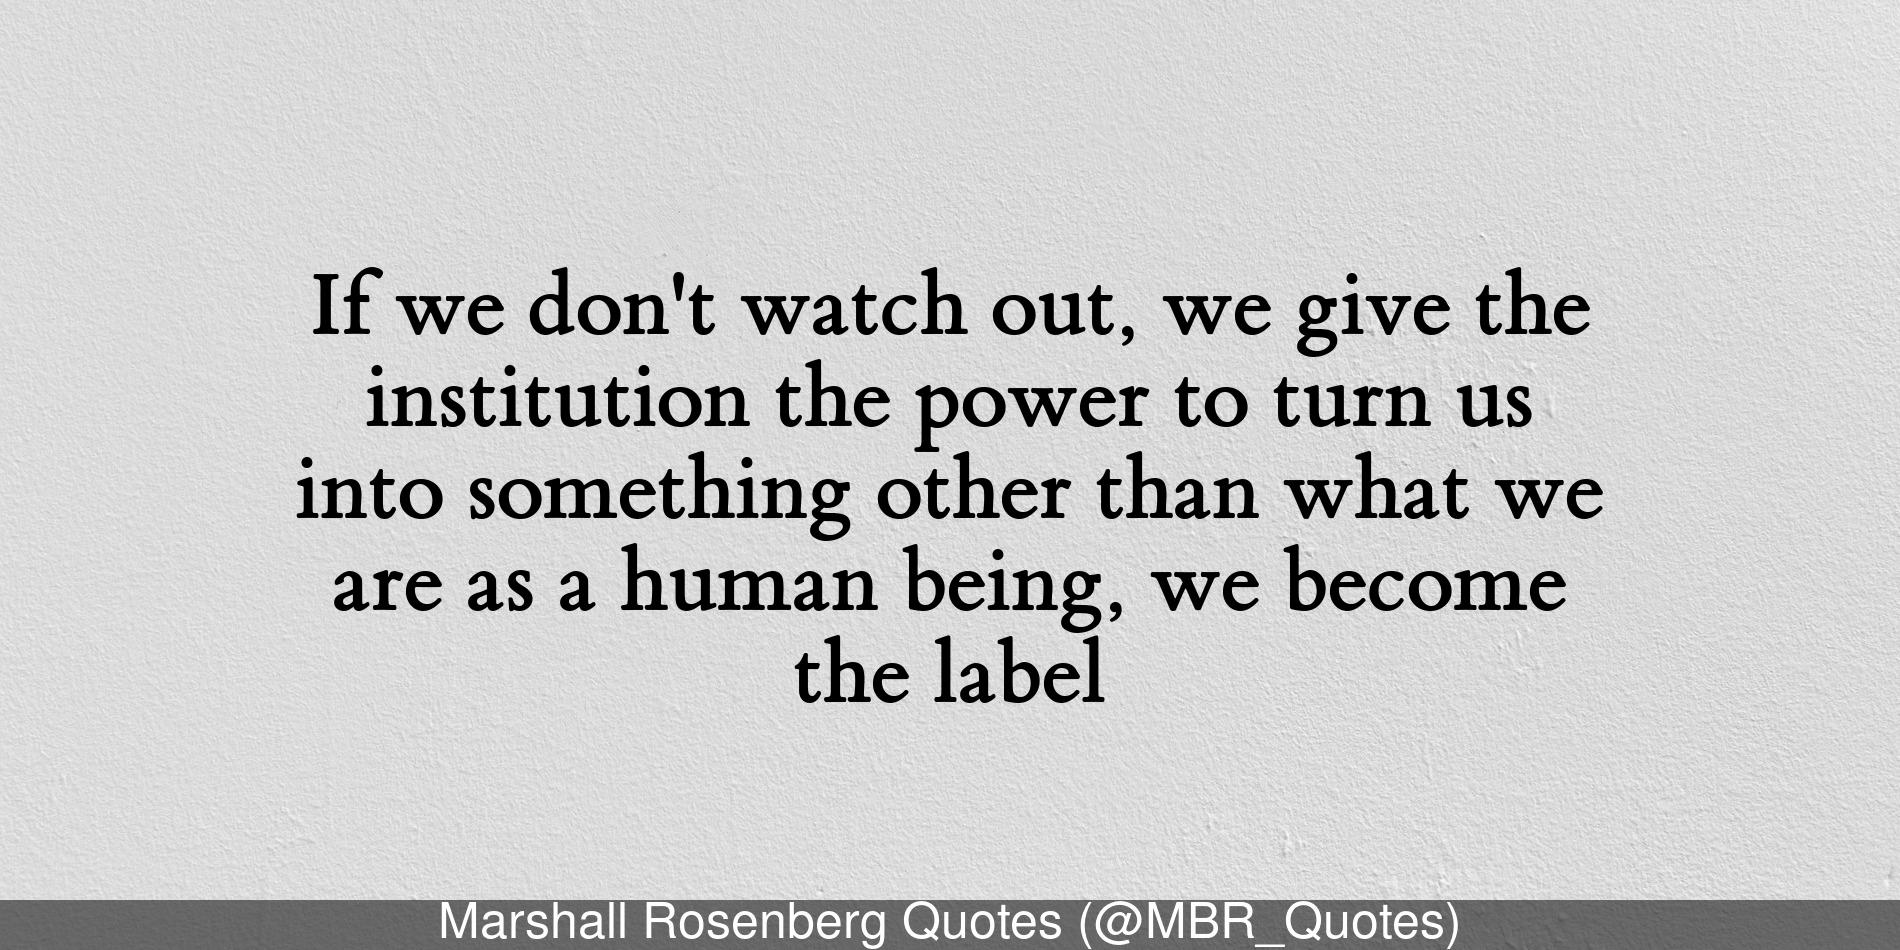 If we don't watch out, we give the
institution the power to turn us
into something other than what we
are as a human being, we become
the label
Marshall Rosenberg Quotes (@MBR_Quotes)